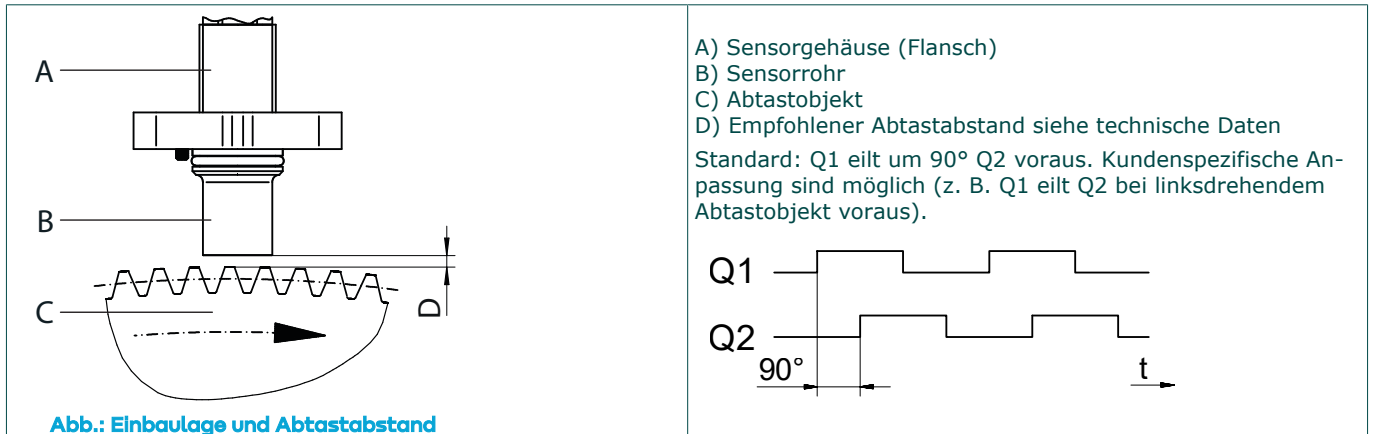 A
B
C
D
Abb.: Einbaulage und Abtastabstand
A) Sensorgehäuse (Flansch)
B) Sensorrohr
C) Abtastobjekt
D) Empfohlener Abtastabstand siehe technische Daten
Standard: Q1 eilt um 90° Q2 voraus. Kundenspezifische An-
passung sind möglich (z. B. Q1 eilt Q2 bei linksdrehendem
Abtastobjekt voraus).
Q1
Q2
90°
t